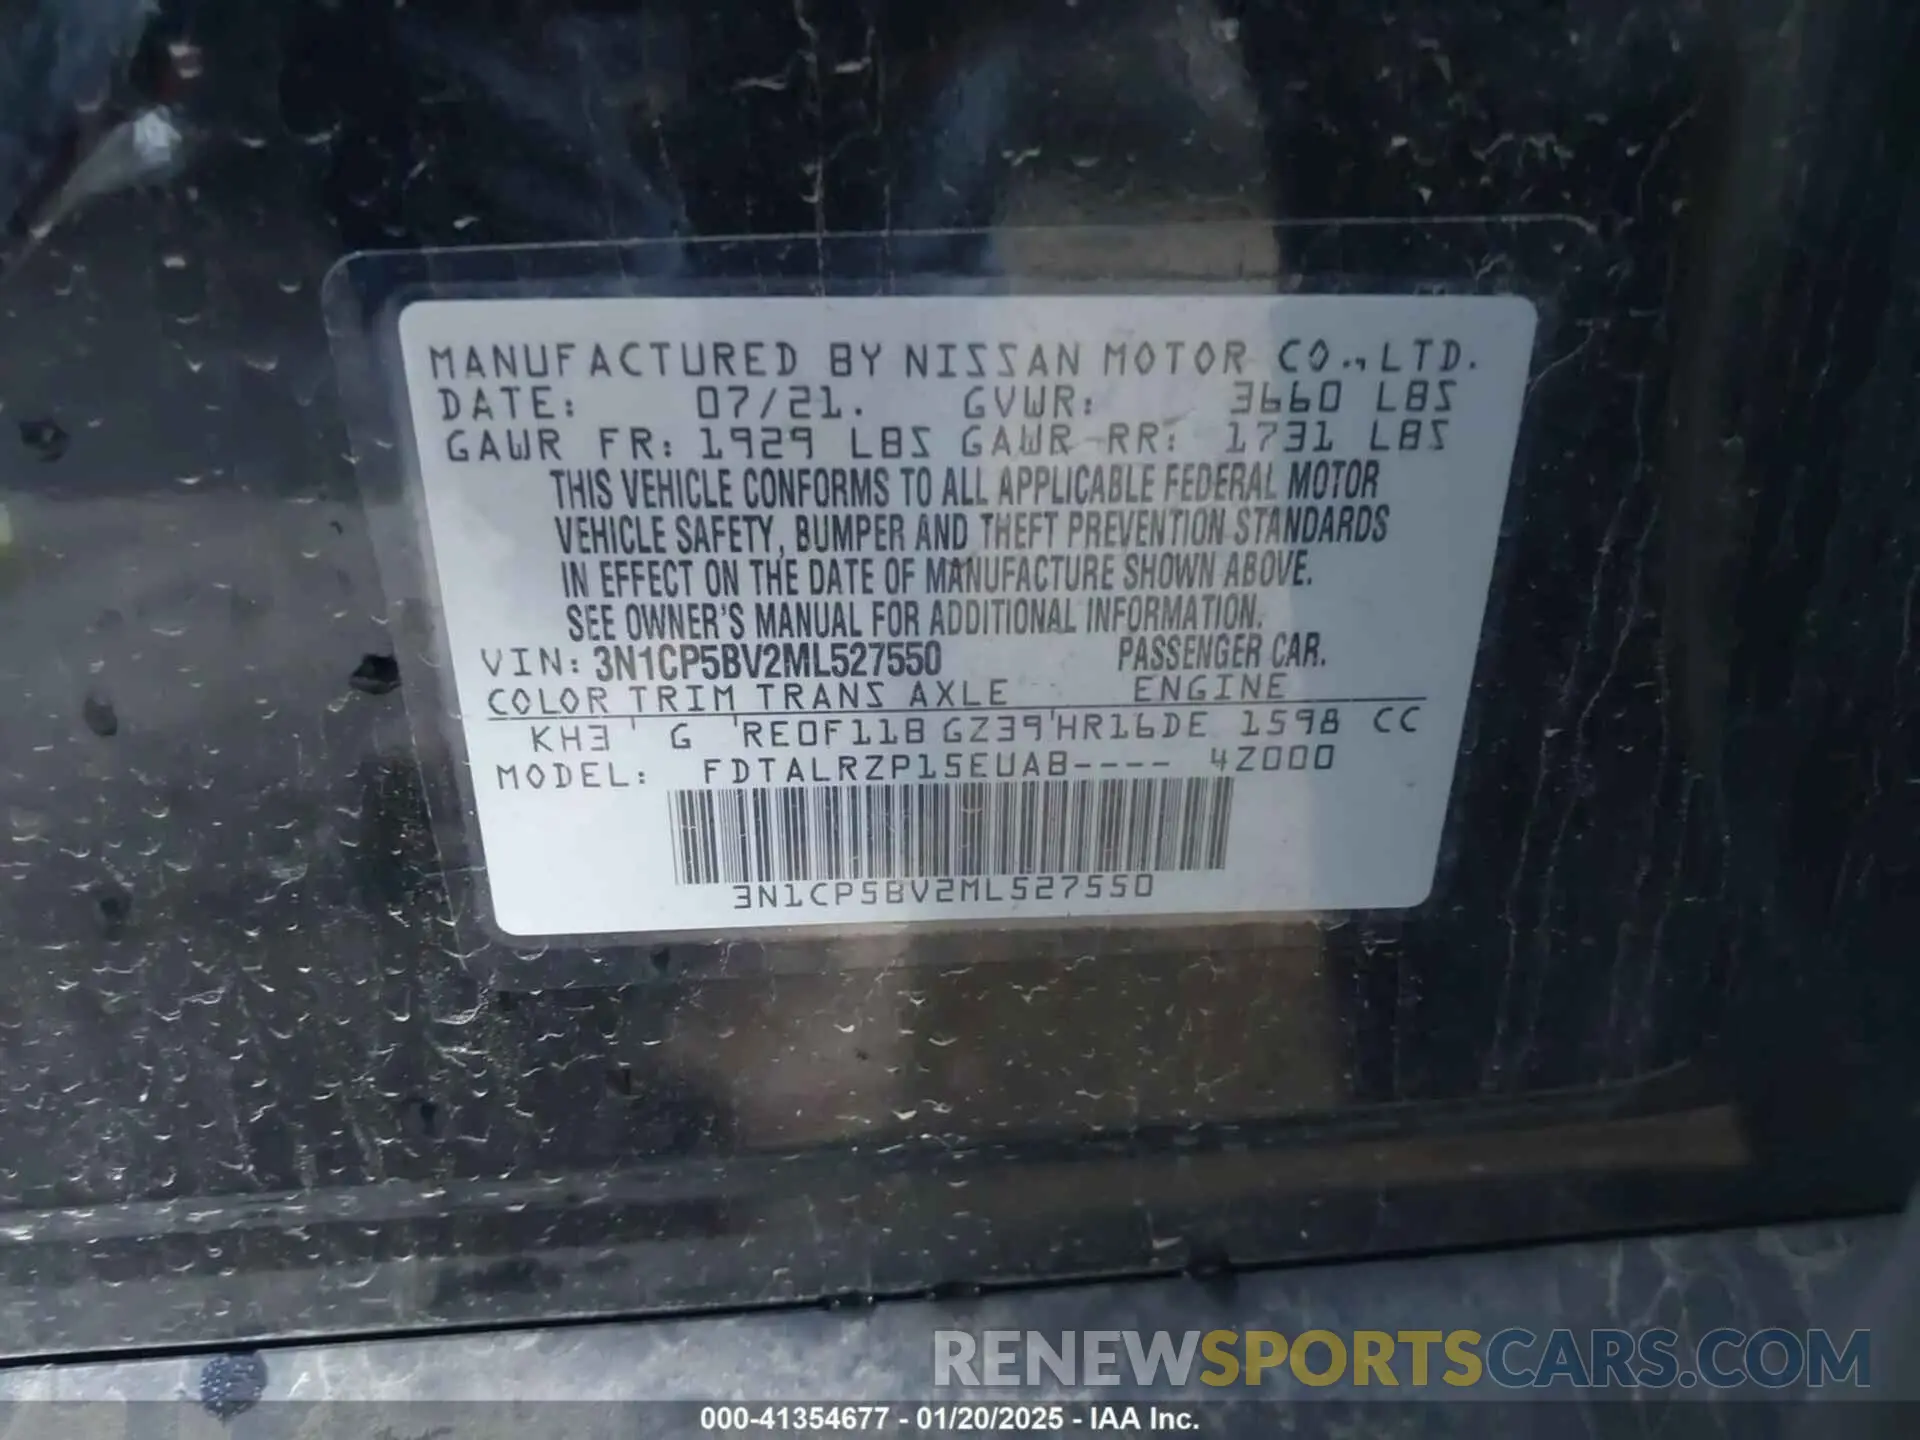 MANUFACTURED BY NISSAN MOTOR CO., LTD.
DATE: 07/21. GVWR: 3660 LBS
GAWR FR: 1929 LBS GAWR RR: 1731 LBS
THIS VEHICLE CONFORMS TO ALL APPLICABLE FEDERAL MOTOR
VEHICLE SAFETY, BUMPER AND THEFT PREVENTION STANDARDS
IN EFFECT ON THE DATE OF MANUFACTURE SHOWN ABOVE.
SEE OWNER'S MANUAL FOR ADDITIONAL INFORMATION.
VIN: 3N1CP5BV2ML527550 PASSENGER CAR.
COLOR TRIM TRANS AXLE ENGINE
KH3 ' G ' RE0F11B GZ39 ' HR16DE 1598 CC
MODEL: FDTALRZP15EUAB---- 4Z000
3N1CP5BV2ML527550
RENEWSPORTSCARS.COM
000-41354677 - 01/20/2025 - IAA Inc.